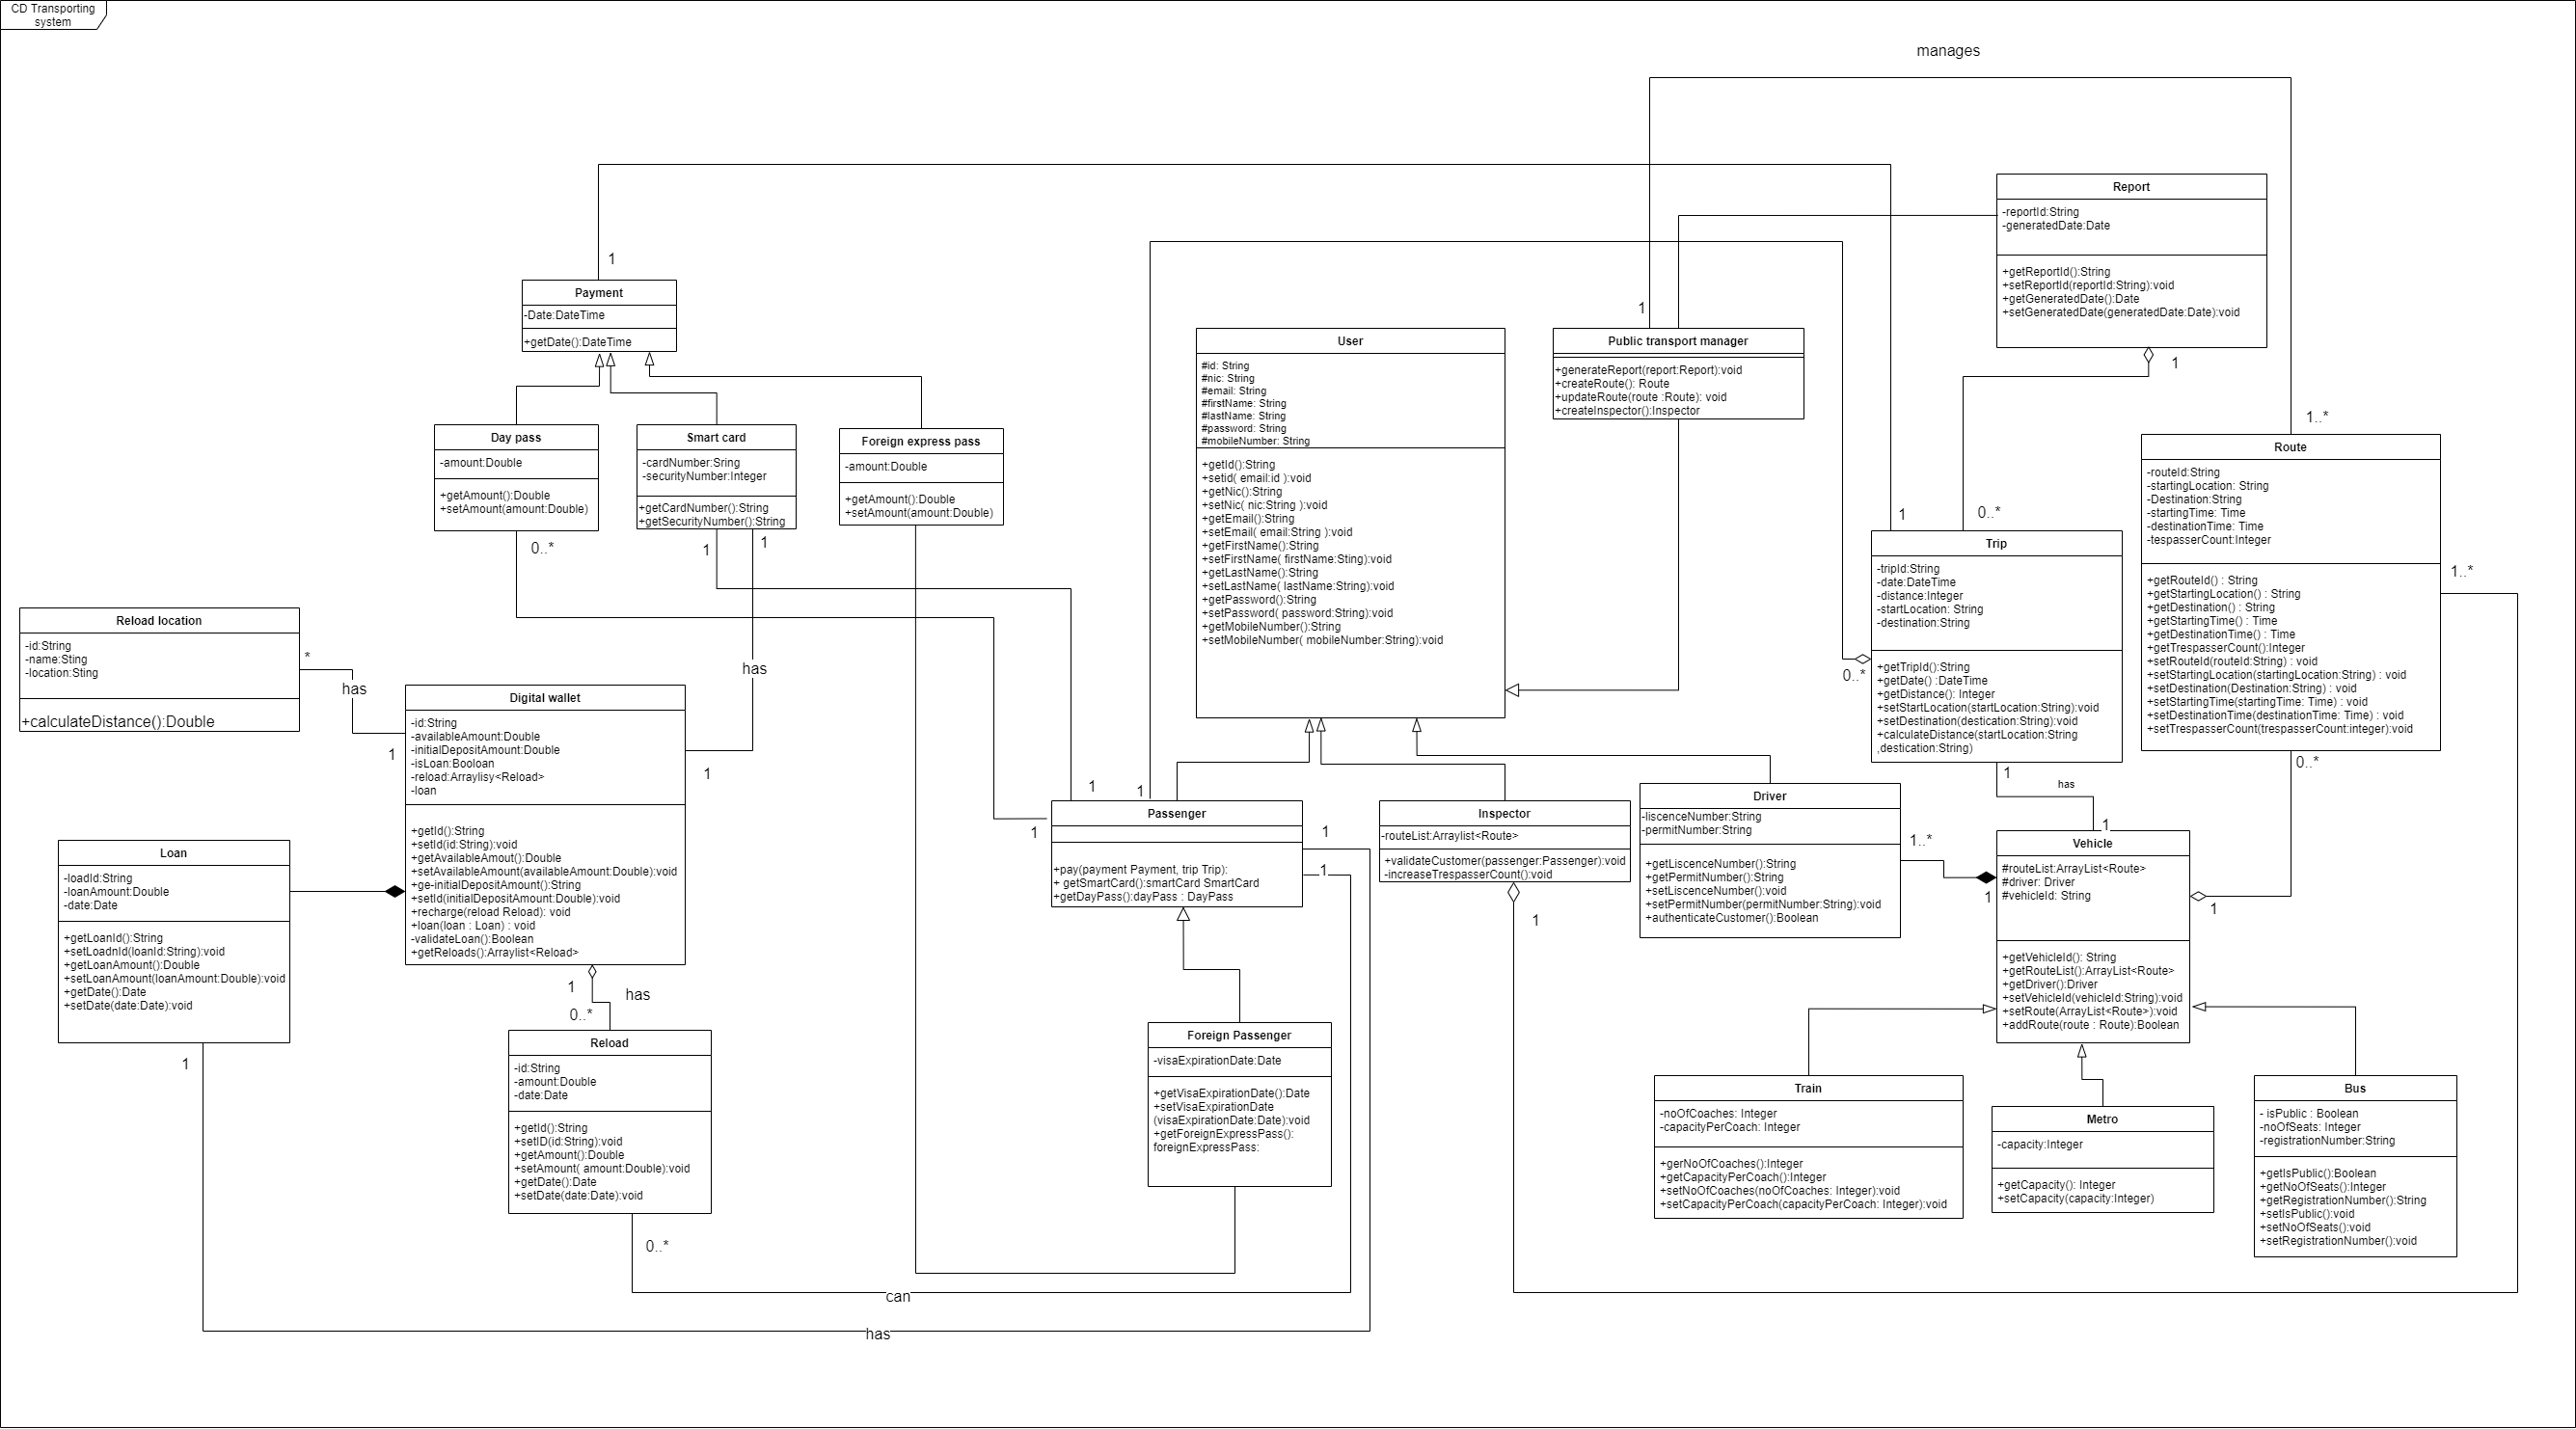 CD Transporting
system
manages
1
Payment
-Date:DateTime
+getDate():DateTime
Report
-reportId:String
-generatedDate:Date
+getReportId():String
+setReportId(reportId:String):void
+getGeneratedDate():Date
+setGeneratedDate(generatedDate:Date):void
1
1
User
#id: String
#nic: String
#email: String
#firstName: String
#lastName: String
#password: String
#mobileNumber: String
+getId():String
+setid( email:id ):void
+getNic():String
+setNic( nic:String ):void
+getEmail():String
+setEmail( email:String ):void
+getFirstName():String
+setFirstName( firstName:Sting):void
+getLastName():String
+setLastName( lastName:String):void
+getPassword():String
+setPassword( password:String):void
+getMobileNumber():String
+setMobileNumber( mobileNumber:String):void
Public transport manager
+generateReport(report:Report):void
+createRoute(): Route
+updateRoute(route :Route): void
+createInspector():Inspector
Day pass
-amount:Double
+getAmount():Double
+setAmount(amount:Double)
0..*
Smart card
-cardNumber:Sring
-securityNumber:Integer
+getCardNumber():String
+getSecurityNumber():String
1
1
Foreign express pass
-amount:Double
+getAmount():Double
+setAmount(amount:Double)
1..*
Route
-routeId:String
-startingLocation: String
-Destination:String
-startingTime: Time
-destinationTime: Time
-tespasserCount:Integer
+getRouteId() : String
+getStartingLocation() : String
+getDestination() : String
+getStartingTime() : Time
+getDestinationTime() : Time
+getTrespasserCount():Integer
+setRouteId(routeId:String) : void
+setStartingLocation(startingLocation:String) : void
+setDestination(Destination:String) : void
+setStartingTime(startingTime: Time) : void
+setDestinationTime(destinationTime: Time) : void
+setTrespasserCount(trespasserCount:integer):void
1..*
0..*
1
0..*
Trip
-tripId:String
-date:DateTime
-distance:Integer
-startLocation: String
-destination:String
+getTripId():String
+getDate() :DateTime
+getDistance(): Integer
+setStartLocation(startLocation:String):void
+setDestination(destication:String):void
+calculateDistance(startLocation:String
,destication:String)
0..*
1
has
1
Reload location
-id:String
-name:Sting
-location:Sting
+calculateDistance():Double
*
has
1
has
1
Digital wallet
-id:String
-availableAmount:Double
-initialDepositAmount:Double
-isLoan:Booloan
-reload:Arraylisy<Reload>
-loan
+getId():String
+setId(id:String):void
+getAvailableAmout():Double
+setAvailableAmount(availableAmount:Double):void
+ge-initialDepositAmount():String
+setId(initialDepositAmount:Double):void
+recharge(reload Reload): void
+loan(loan : Loan) : void
-validateLoan():Boolean
+getReloads():Arraylist<Reload>
1
has
0..*
Loan
-loadId:String
-loanAmount:Double
-date:Date
+getLoanId():String
+setLoadnId(loanId:String):void
+getLoanAmount():Double
+setLoanAmount(loanAmount:Double):void
+getDate():Date
+setDate(date:Date):void
1
Reload
-id:String
-amount:Double
-date:Date
+getId():String
+setID(id:String):void
+getAmount():Double
+setAmount( amount:Double):void
+getDate():Date
+setDate(date:Date):void
0..*
1
1
1
1
1
Passenger
+pay(payment Payment, trip Trip):
+ getSmartCard():smartCard SmartCard
+getDayPass():dayPass : DayPass
Inspector
-routeList:Arraylist<Route>
+validateCustomer(passenger:Passenger):void
-increaseTrespasserCount():void
1
Driver
-liscenceNumber:String
-permitNumber:String
+getLiscenceNumber():String
+getPermitNumber():String
+setLiscenceNumber():void
+setPermitNumber(permitNumber:String):void
+authenticateCustomer():Boolean
1..*
1
Vehicle
#routeList:ArrayList<Route>
#driver: Driver
#vehicleId: String
+getVehicleId(): String
+getRouteList():ArrayList<Route>
+getDriver():Driver
+setVehicleId(vehicleId:String):void
+setRoute(ArrayList<Route>):void
+addRoute(route : Route):Boolean
1
Foreign Passenger
-visaExpirationDate:Date
+getVisaExpirationDate():Date
+setVisaExpirationDate
(visaExpirationDate:Date):void
+getForeignExpressPass():
foreignExpressPass:
Train
-noOfCoaches: Integer
-capacityPerCoach: Integer
+gerNoOfCoaches():Integer
+getCapacityPerCoach():Integer
+setNoOfCoaches(noOfCoaches: Integer):void
+setCapacityPerCoach(capacityPerCoach: Integer):void
Metro
-capacity:Integer
+getCapacity(): Integer
+setCapacity(capacity:Integer)
Bus
- isPublic : Boolean
-noOfSeats: Integer
-registrationNumber:String
+getIsPublic():Boolean
+getNoOfSeats():Integer
+getRegistrationNumber():String
+setIsPublic():void
+setNoOfSeats():void
+setRegistrationNumber():void
can
has